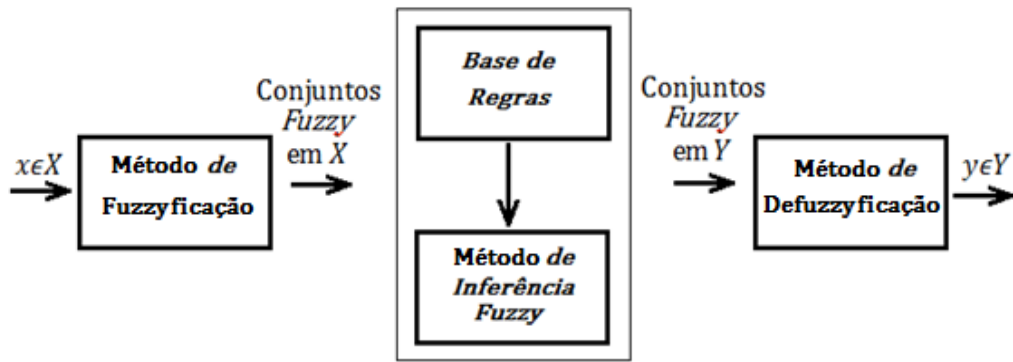 x∈X
Método de
Fuzzyficação
Conjuntos
Fuzzy
em X
Base de
Regras
Método de
Inferência
Fuzzy
Conjuntos
Fuzzy
em Y
Método de
Defuzzyficação
y∈Y